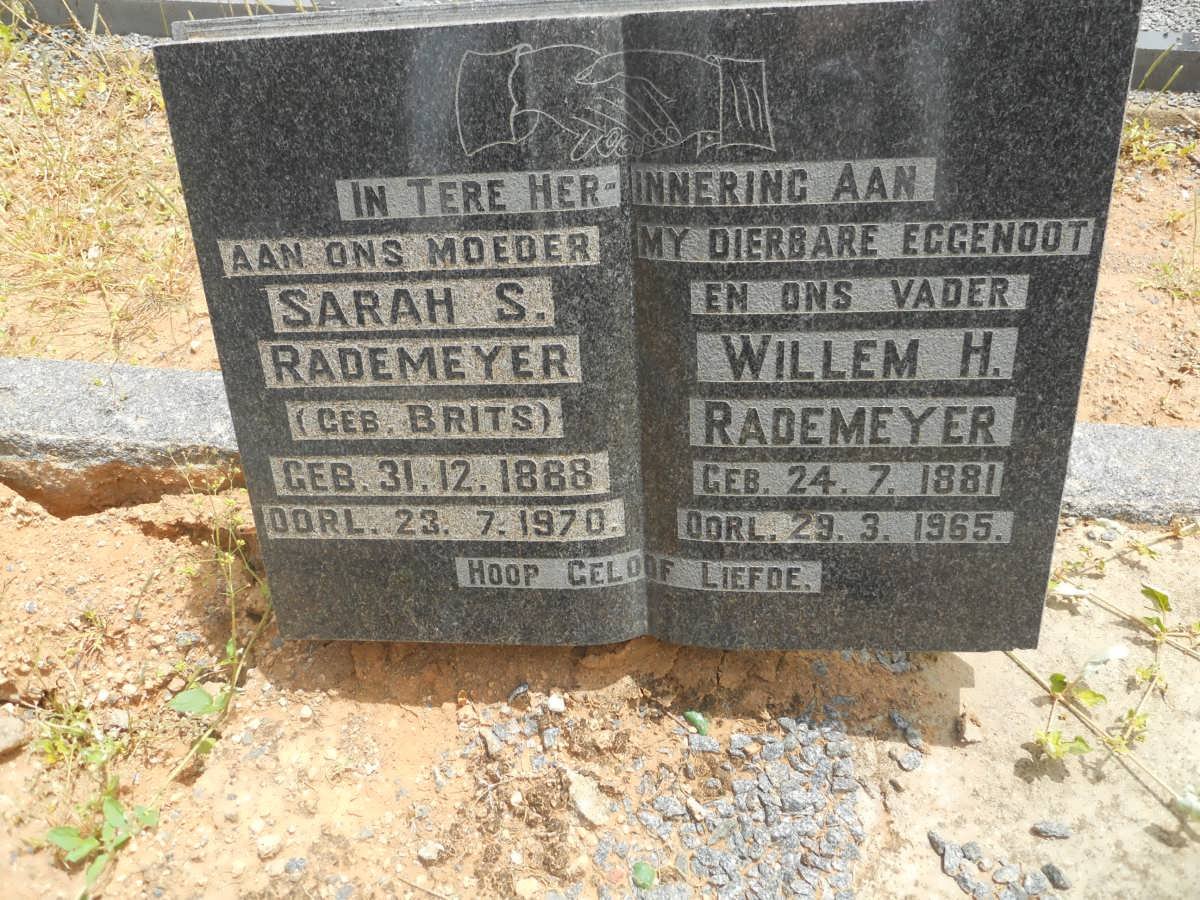 IN TERE HER-INNERING AAN
AAN ONS MOEDER
SARAH S.
RADEMEYER
(GEB. BRITS)
GEB. 31. 12. 1888
OORL. 23. 7. 1970.
MY DIERBARE EGGENOOT
EN ONS VADER
WILLEM H.
RADEMEYER
GEB. 24. 7. 1881
OORL. 29. 3. 1965.
HOOP GELOOF LIEFDE.